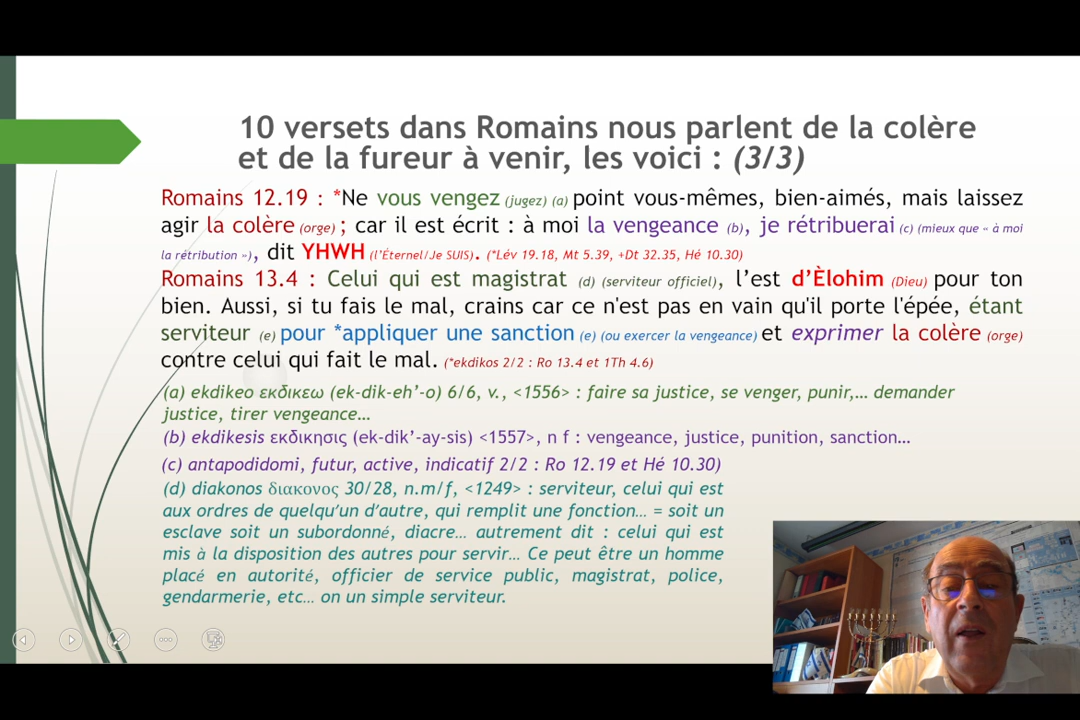 10 versets dans Romains nous parlent de la colère
et de la fureur à venir, les voici : (3/3)
Romains 12.19 : *Ne vous vengez (jugez) (a) point vous-mêmes, bien-aimés, mais laissez
agir la colère (orge) ; car il est écrit : à moi la vengeance (b), je rétribuerai (c) (mieux que « à moi
la rétribution »), dit YHWH (l’Éternel/Je SUIS). (*Lév 19.18, Mt 5.39, +Dt 32.35, Hé 10.30)
Romains 13.4 : Celui qui est magistrat (d) (serviteur officiel), l’est d’Èlohim (Dieu) pour ton
bien. Aussi, si tu fais le mal, crains car ce n'est pas en vain qu'il porte l'épée, étant
serviteur (e) pour *appliquer une sanction (e) (ou exercer la vengeance) et exprimer la colère (orge)
contre celui qui fait le mal. (*ekdikos 2/2 : Ro 13.4 et 1Th 4.6)
(a) ekdikeo εκδικεω (ek-dik-eh’-o) 6/6, v., <1556> : faire sa justice, se venger, punir,… demander
justice, tirer vengeance…
(b) ekdikesis εκδικησις (ek-dik’-ay-sis) <1557>, n f : vengeance, justice, punition, sanction…
(c) antapodidomi, futur, active, indicatif 2/2 : Ro 12.19 et Hé 10.30)
(d) diakonos διακονος 30/28, n.m/f, <1249> : serviteur, celui qui est
aux ordres de quelqu’un d’autre, qui remplit une fonction… = soit un
esclave soit un subordonné, diacre… autrement dit : celui qui est
mis à la disposition des autres pour servir… Ce peut être un homme
placé en autorité, officier de service public, magistrat, police,
gendarmerie, etc… on un simple serviteur.